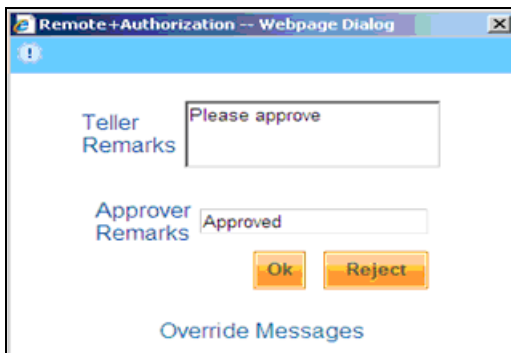 Remote+Authorization -- Webpage Dialog
Teller
Remarks
Please approve
Approver
Remarks
Approved
Ok Reject
Override Messages